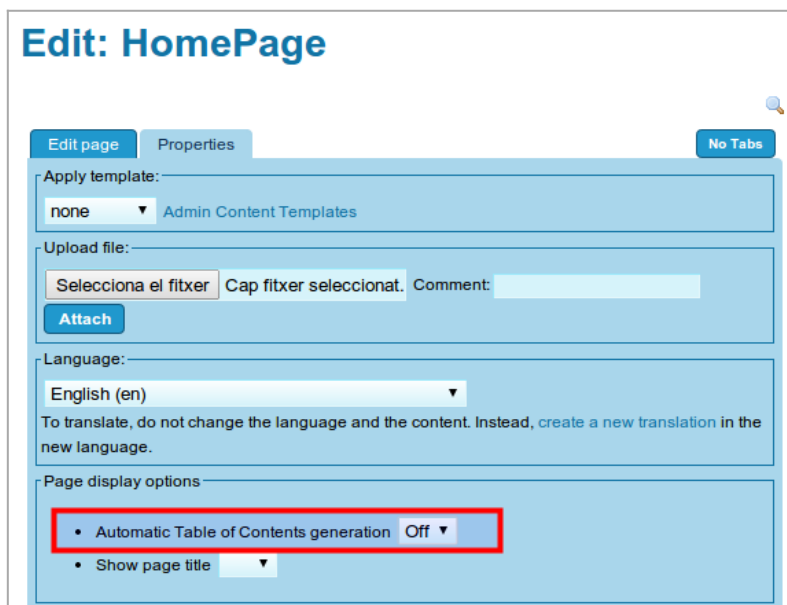 Edit: HomePage
Edit page
Properties
No Tabs
Apply template:
none
Admin Content Templates
Upload file:
Selecciona el fitxer
Cap fitxer seleccionat.
Comment:
Attach
Language:
English (en)
To translate, do not change the language and the content. Instead, create a new translation in the
new language.
Page display options
Automatic Table of Contents generation
Off
Show page title